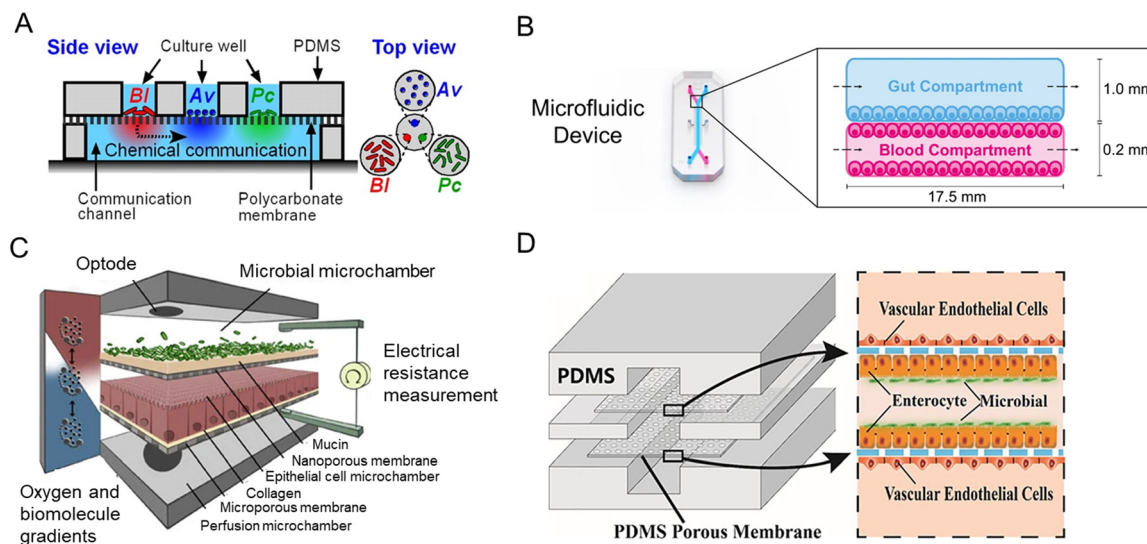 A
Side view
Culture well
PDMS
Top view
Bl
Av
Pc
Av
Chemical communication
Bl
Pc
Communication
channel
Polycarbonate
membrane
B
Microfluidic
Device
Gut Compartment
1.0 mm
Blood Compartment
0.2 mm
17.5 mm
C
Optode
Microbial microchamber
Electrical
resistance
measurement
Mucin
Nanoporous membrane
Epithelial cell microchamber
Collagen
Microporous membrane
Perfusion microchamber
Oxygen and
biomolecule
gradients
D
PDMS
PDMS Porous Membrane
Vascular Endothelial Cells
Enterocyte
Microbial
Vascular Endothelial Cells